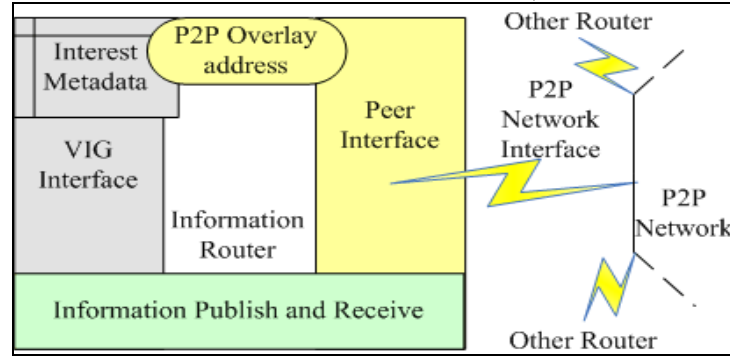 Interest
Metadata
P2P Overlay
address
VIG
Interface
Information
Router
Peer
Interface
Information Publish and Receive
Other Router
P2P
Network
Interface
P2P
Network
Other Router